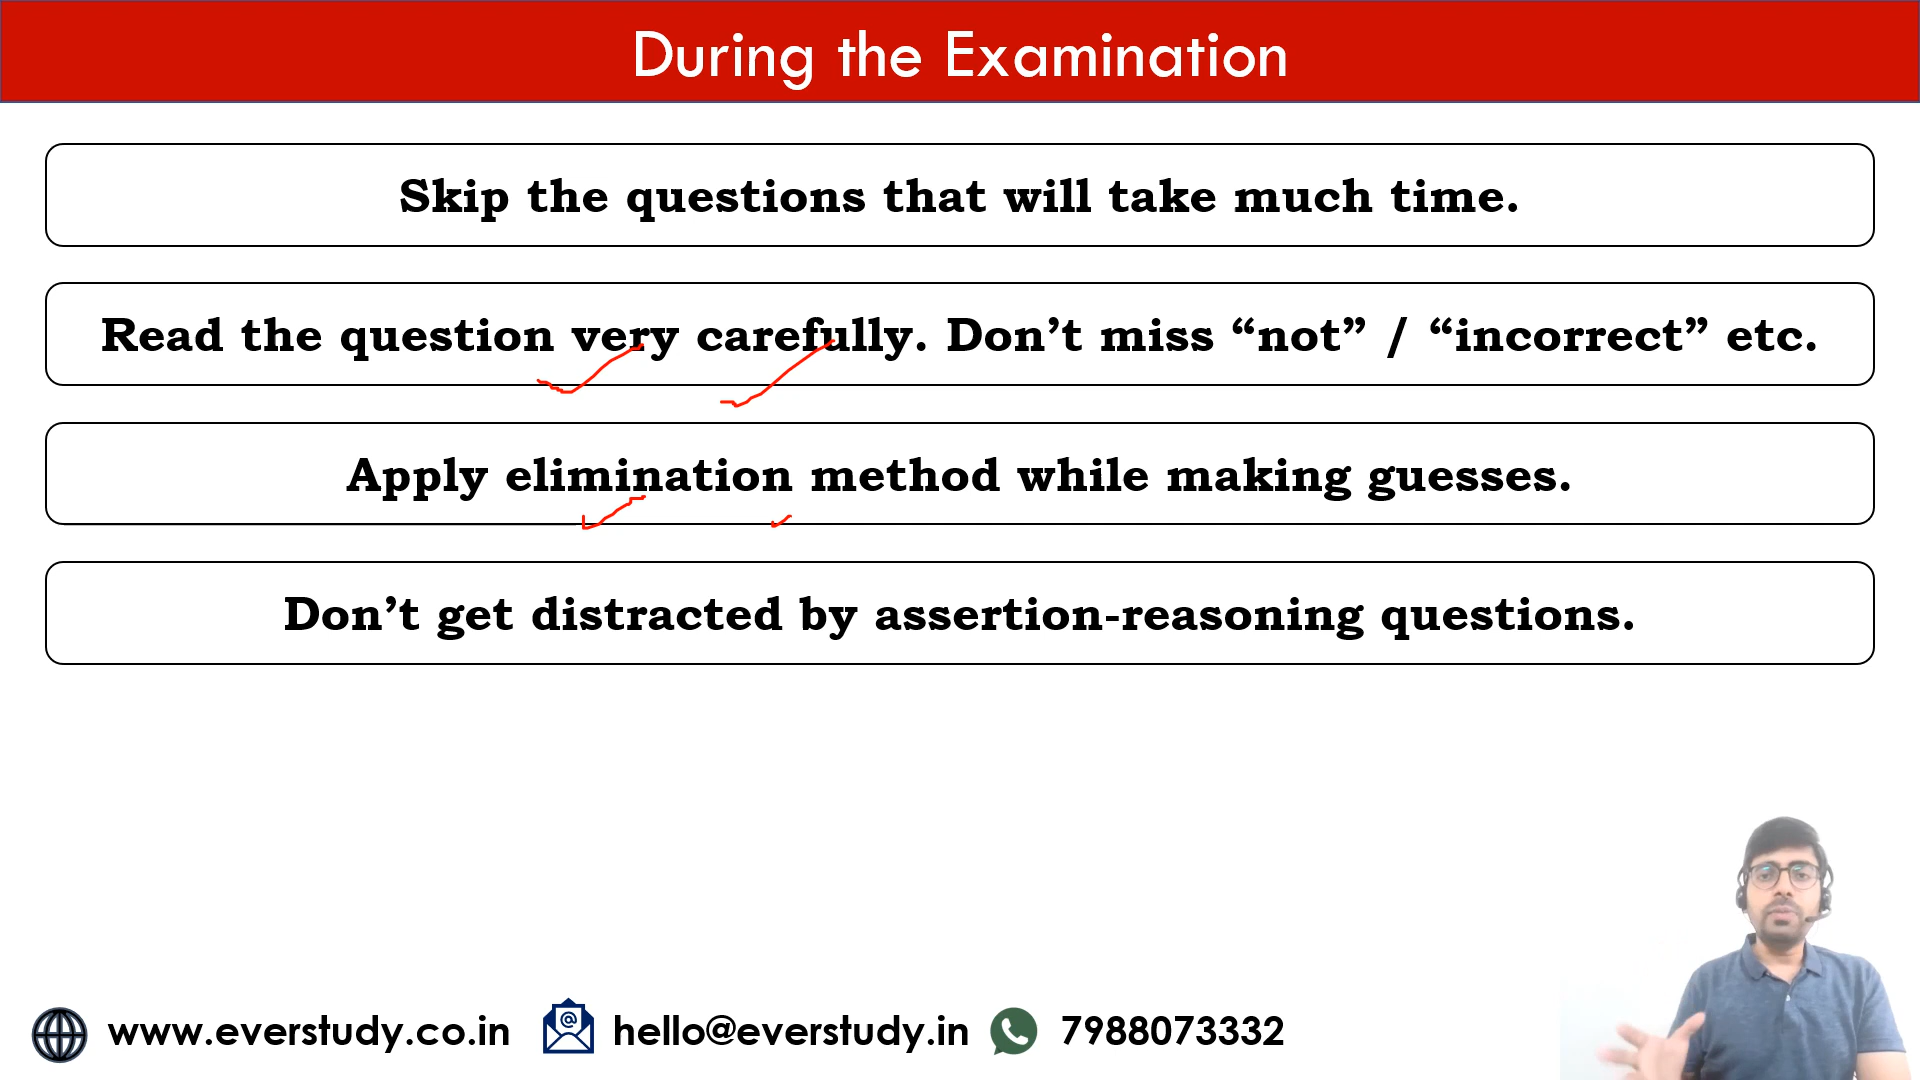 During the Examination
Skip the questions that will take much time.
Read the question very carefully. Don’t miss “not” / “incorrect” etc.
Apply elimination method while making guesses.
Don’t get distracted by assertion-reasoning questions.
www.everstudy.co.in hello@everstudy.in 7988073332